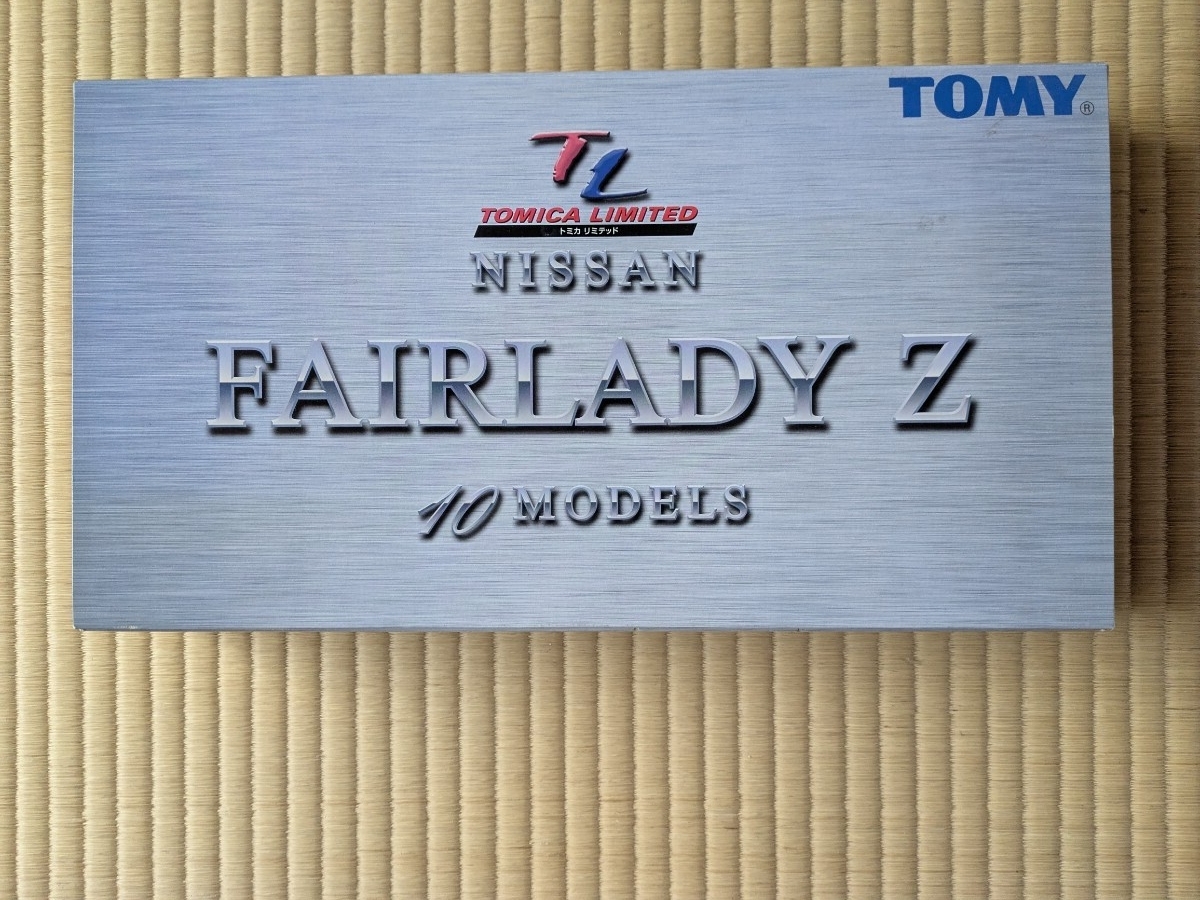 TOMY®
TL
TOMICA LIMITED
トミカ リミテッド
NISSAN
FAIRLADY Z
10 MODELS